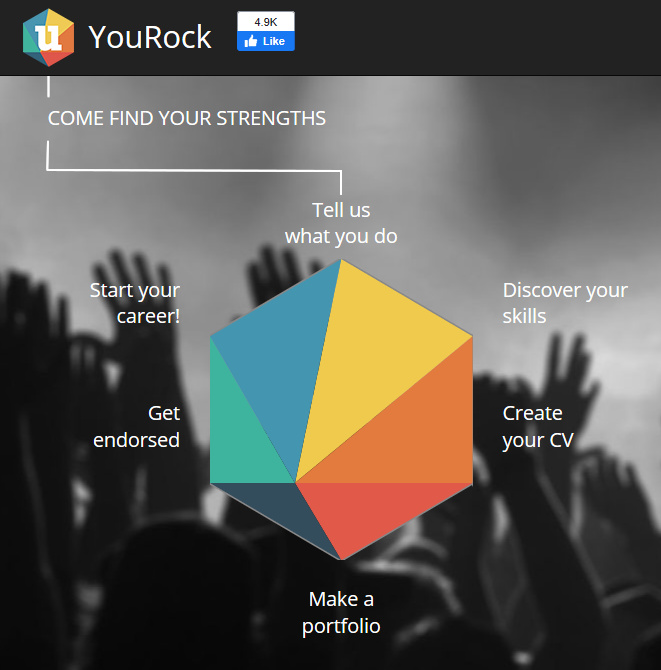 u YouRock
4.9K
Like
COME FIND YOUR STRENGTHS
Tell us
what you do
Start your
career!
Discover your
skills
Get
endorsed
Create
your CV
Make a
portfolio